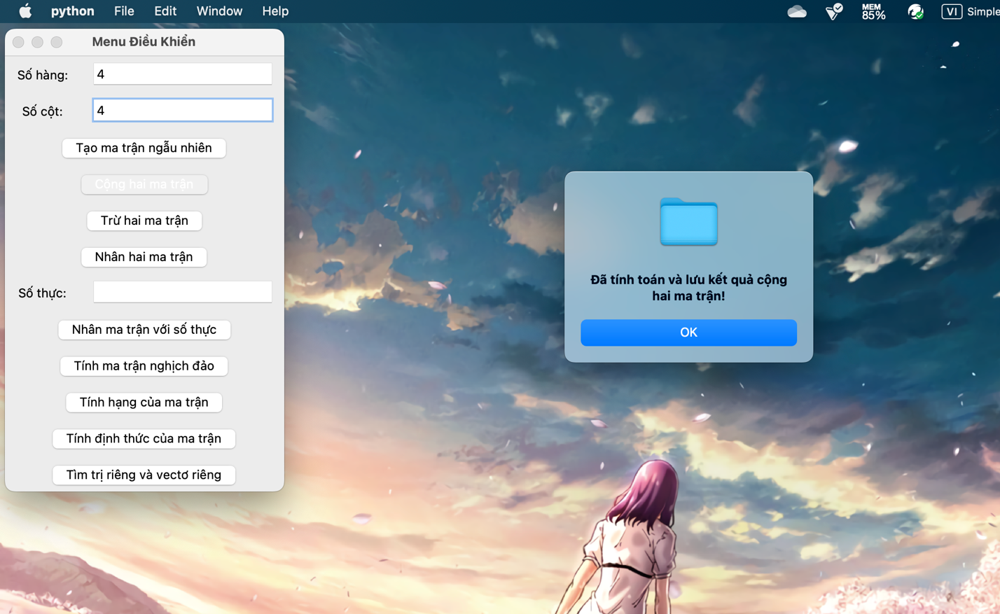 python File Edit Window Help MEM 85% VI Simple
Menu Điều Khiển
Số hàng: 4
Số cột: 4
Tạo ma trận ngẫu nhiên
Cộng hai ma trận
Trừ hai ma trận
Nhân hai ma trận
Số thực:
Nhân ma trận với số thực
Tính ma trận nghịch đảo
Tính hạng của ma trận
Tính định thức của ma trận
Tìm trị riêng và vectơ riêng
Đã tính toán và lưu kết quả cộng
hai ma trận!
OK